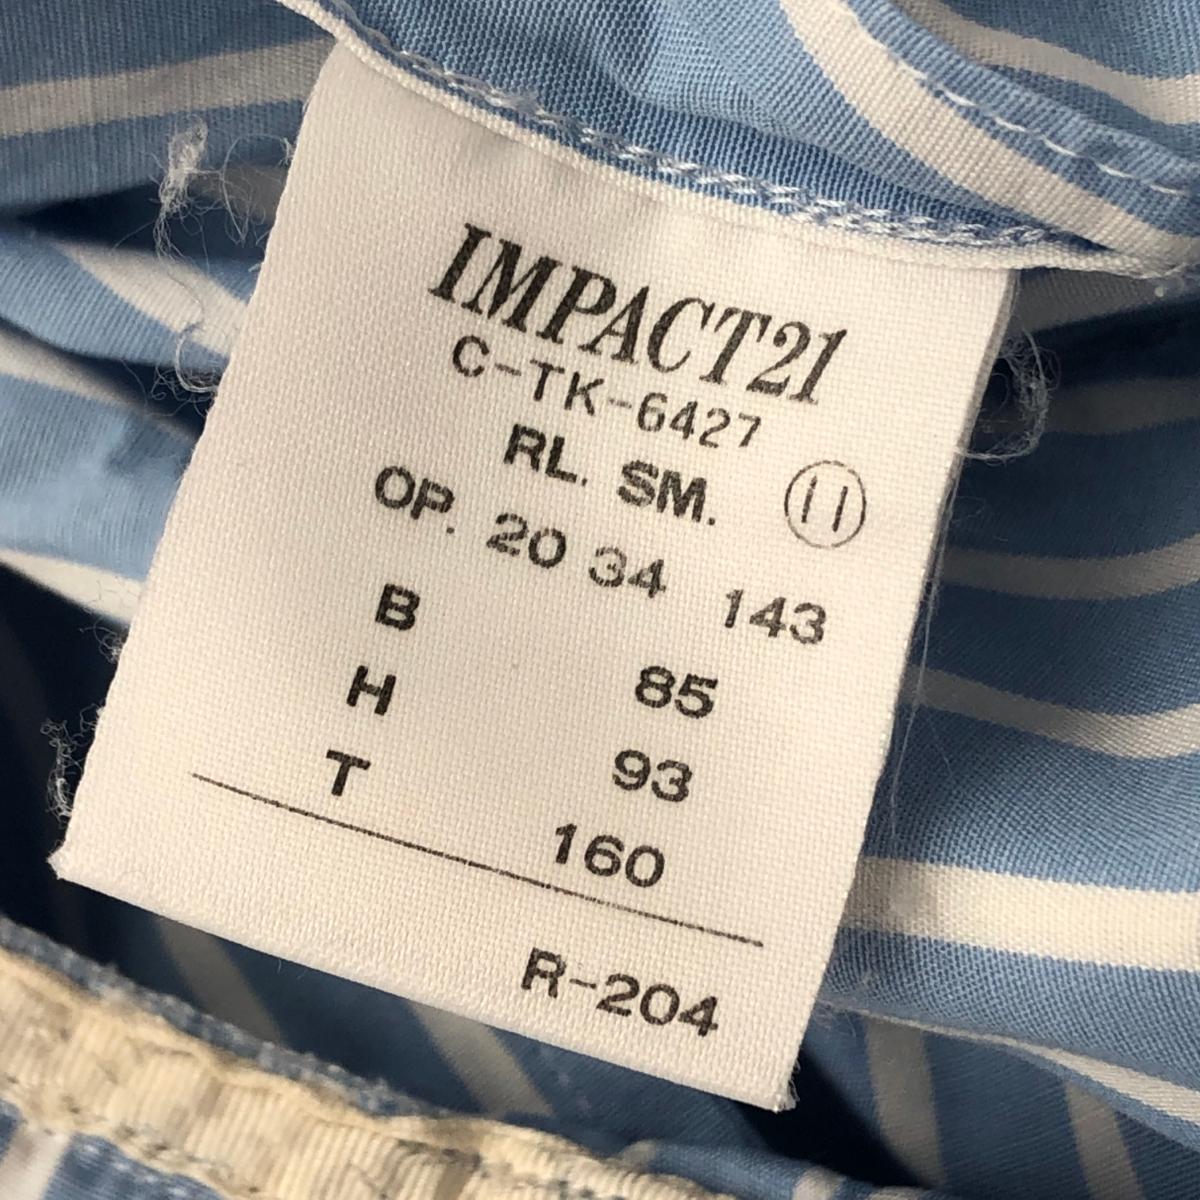 IMPACT21
C-TK-6427
RL. SM. ⑪
OP. 20 34 143
B 85
H 93
T 160
R-204